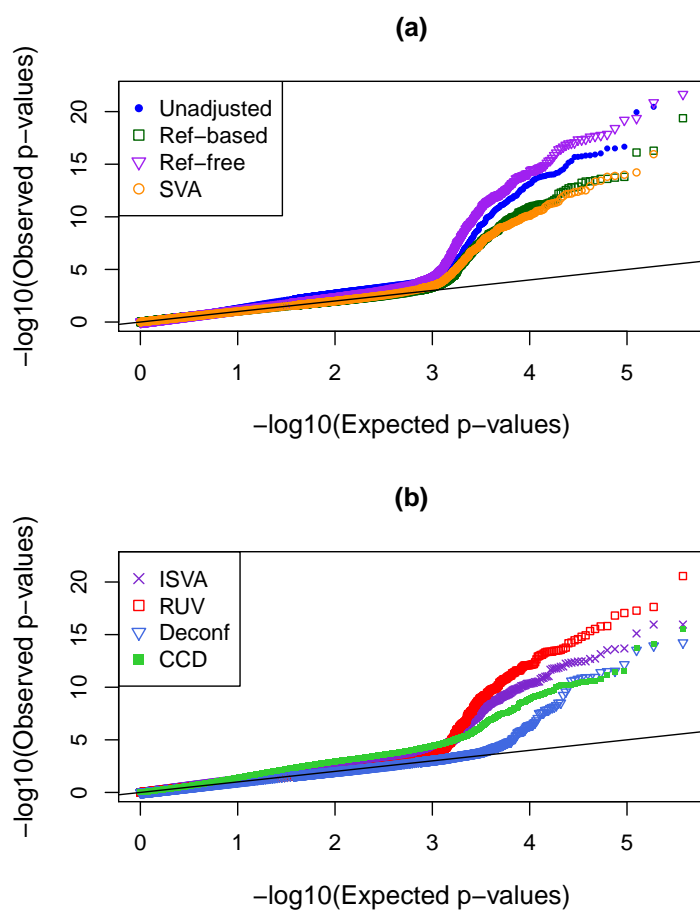 (a)
−log10(Observed p−values)
20
15
10
5
0
Unadjusted
Ref−based
Ref−free
SVA
0 1 2 3 4 5
−log10(Expected p−values)
(b)
−log10(Observed p−values)
20
15
10
5
0
ISVA
RUV
Deconf
CCD
0 1 2 3 4 5
−log10(Expected p−values)